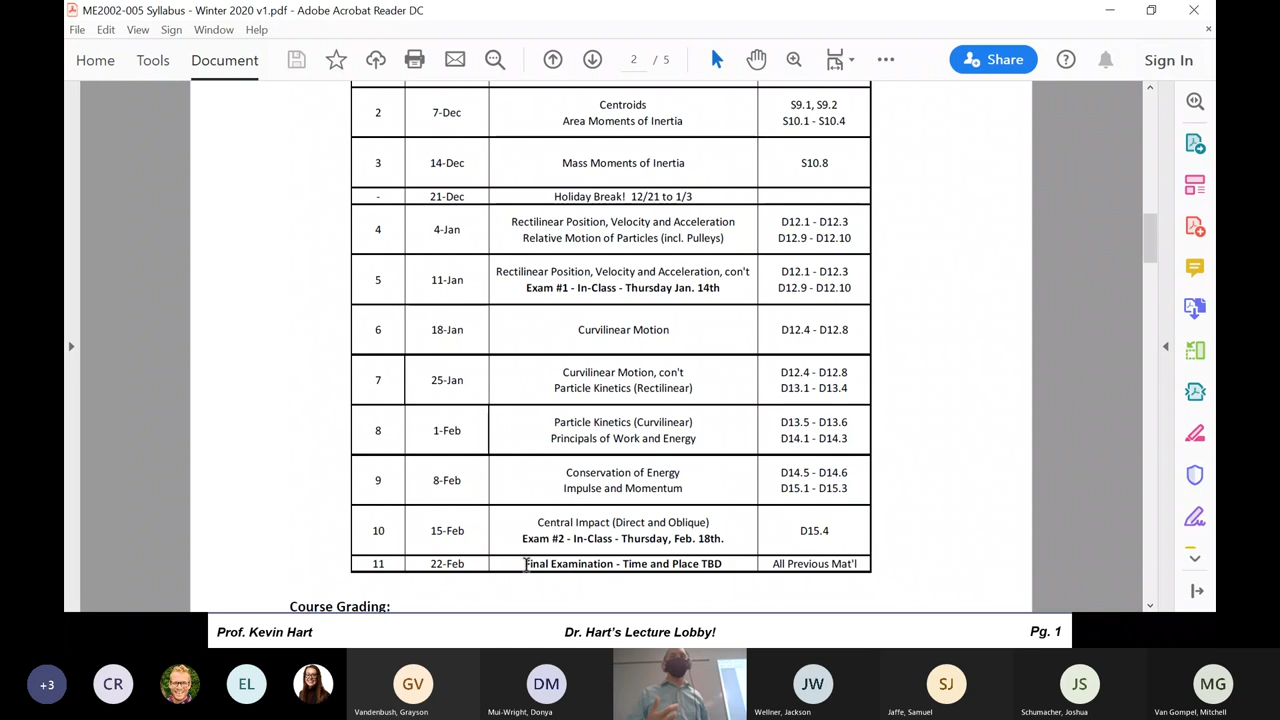 ME2002-005 Syllabus - Winter 2020 v1.pdf - Adobe Acrobat Reader DC
File Edit View Sign Window Help
Home Tools Document 2 / 5 Share Sign In
2 7-Dec Centroids S9.1, S9.2
Area Moments of Inertia S10.1 - S10.4
3 14-Dec Mass Moments of Inertia S10.8
- 21-Dec Holiday Break! 12/21 to 1/3
4 4-Jan Rectilinear Position, Velocity and Acceleration D12.1 - D12.3
Relative Motion of Particles (incl. Pulleys) D12.9 - D12.10
5 11-Jan Rectilinear Position, Velocity and Acceleration, con't D12.1 - D12.3
Exam #1 - In-Class - Thursday Jan. 14th D12.9 - D12.10
6 18-Jan Curvilinear Motion D12.4 - D12.8
7 25-Jan Curvilinear Motion, con't D12.4 - D12.8
Particle Kinetics (Rectilinear) D13.1 - D13.4
8 1-Feb Particle Kinetics (Curvilinear) D13.5 - D13.6
Principals of Work and Energy D14.1 - D14.3
9 8-Feb Conservation of Energy D14.5 - D14.6
Impulse and Momentum D15.1 - D15.3
10 15-Feb Central Impact (Direct and Oblique) D15.4
Exam #2 - In-Class - Thursday, Feb. 18th.
11 22-Feb Final Examination - Time and Place TBD All Previous Mat'l
Course Grading:
Prof. Kevin Hart Dr. Hart's Lecture Lobby! Pg. 1
+3 CR EL GV DM JW SJ JS MG
Vandenbush, Grayson Mui-Wright, Donya Wellner, Jackson Jaffe, Samuel Schumacher, Joshua Van Gompel, Mitchell